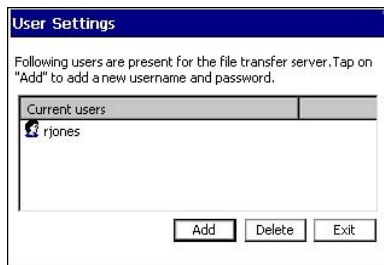 User Settings
Following users are present for the file transfer server.Tap on
"Add" to add a new username and password.
Current users
rjones
Add Delete Exit